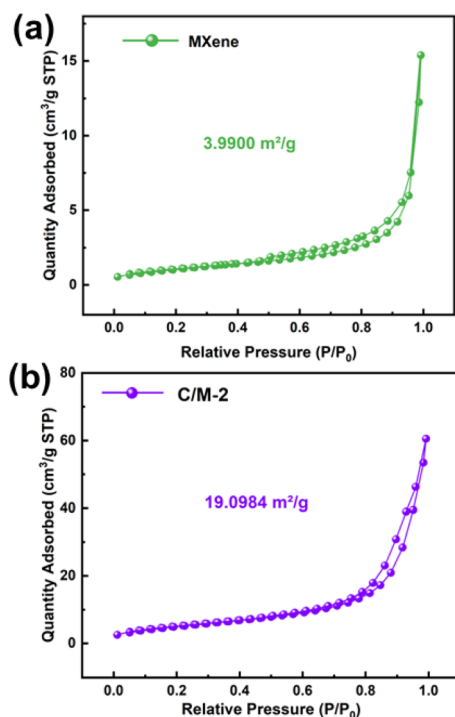 (a)
MXene
3.9900 m²/g
Quantity Adsorbed (cm³/g STP)
15
10
5
0
0.0 0.2 0.4 0.6 0.8 1.0
Relative Pressure (P/P₀)
(b)
C/M-2
19.0984 m²/g
Quantity Adsorbed (cm³/g STP)
80
60
40
20
0
0.0 0.2 0.4 0.6 0.8 1.0
Relative Pressure (P/P₀)